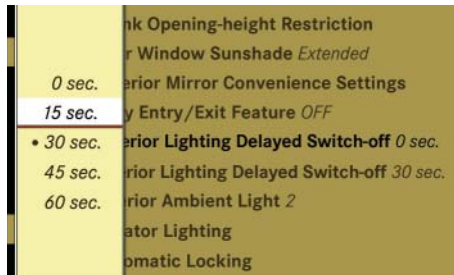 nk Opening-height Restriction
r Window Sunshade Extended
0 sec. erior Mirror Convenience Settings
15 sec. y Entry/Exit Feature OFF
• 30 sec. erior Lighting Delayed Switch-off 0 sec.
45 sec. rior Lighting Delayed Switch-off 30 sec.
60 sec. rior Ambient Light 2
ator Lighting
omatic Locking